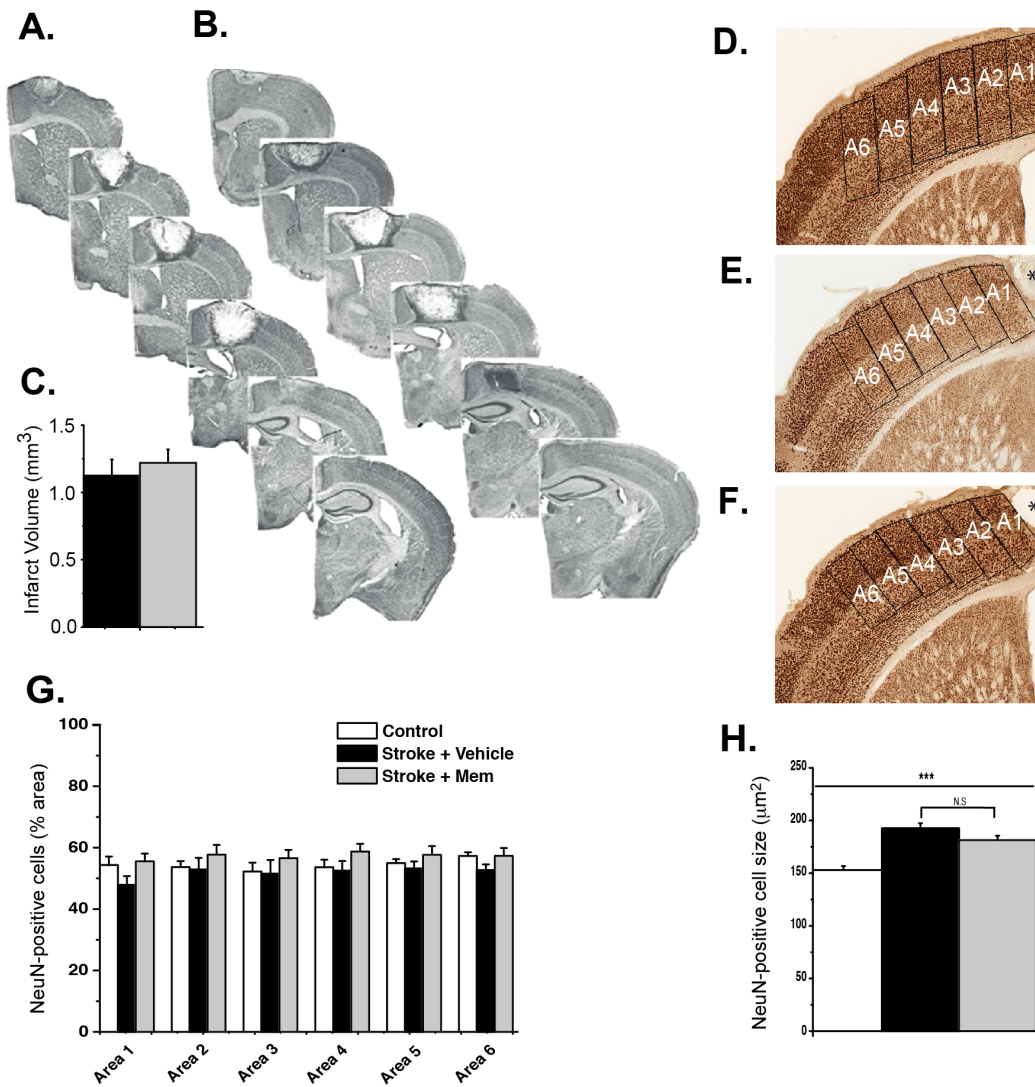 A.
B.
C.
Infarct Volume (mm³)
1.5
1.0
0.5
0.0
D.
A1
A2
A3
A4
A5
A6
E.
*
A1
A2
A3
A4
A5
A6
F.
*
A1
A2
A3
A4
A5
A6
G.
NeuN-positive cells (% area)
100
80
60
40
20
0
Control
Stroke + Vehicle
Stroke + Mem
Area 1
Area 2
Area 3
Area 4
Area 5
Area 6
H.
NeuN-positive cell size (μm²)
250
200
150
100
50
0
***
N.S